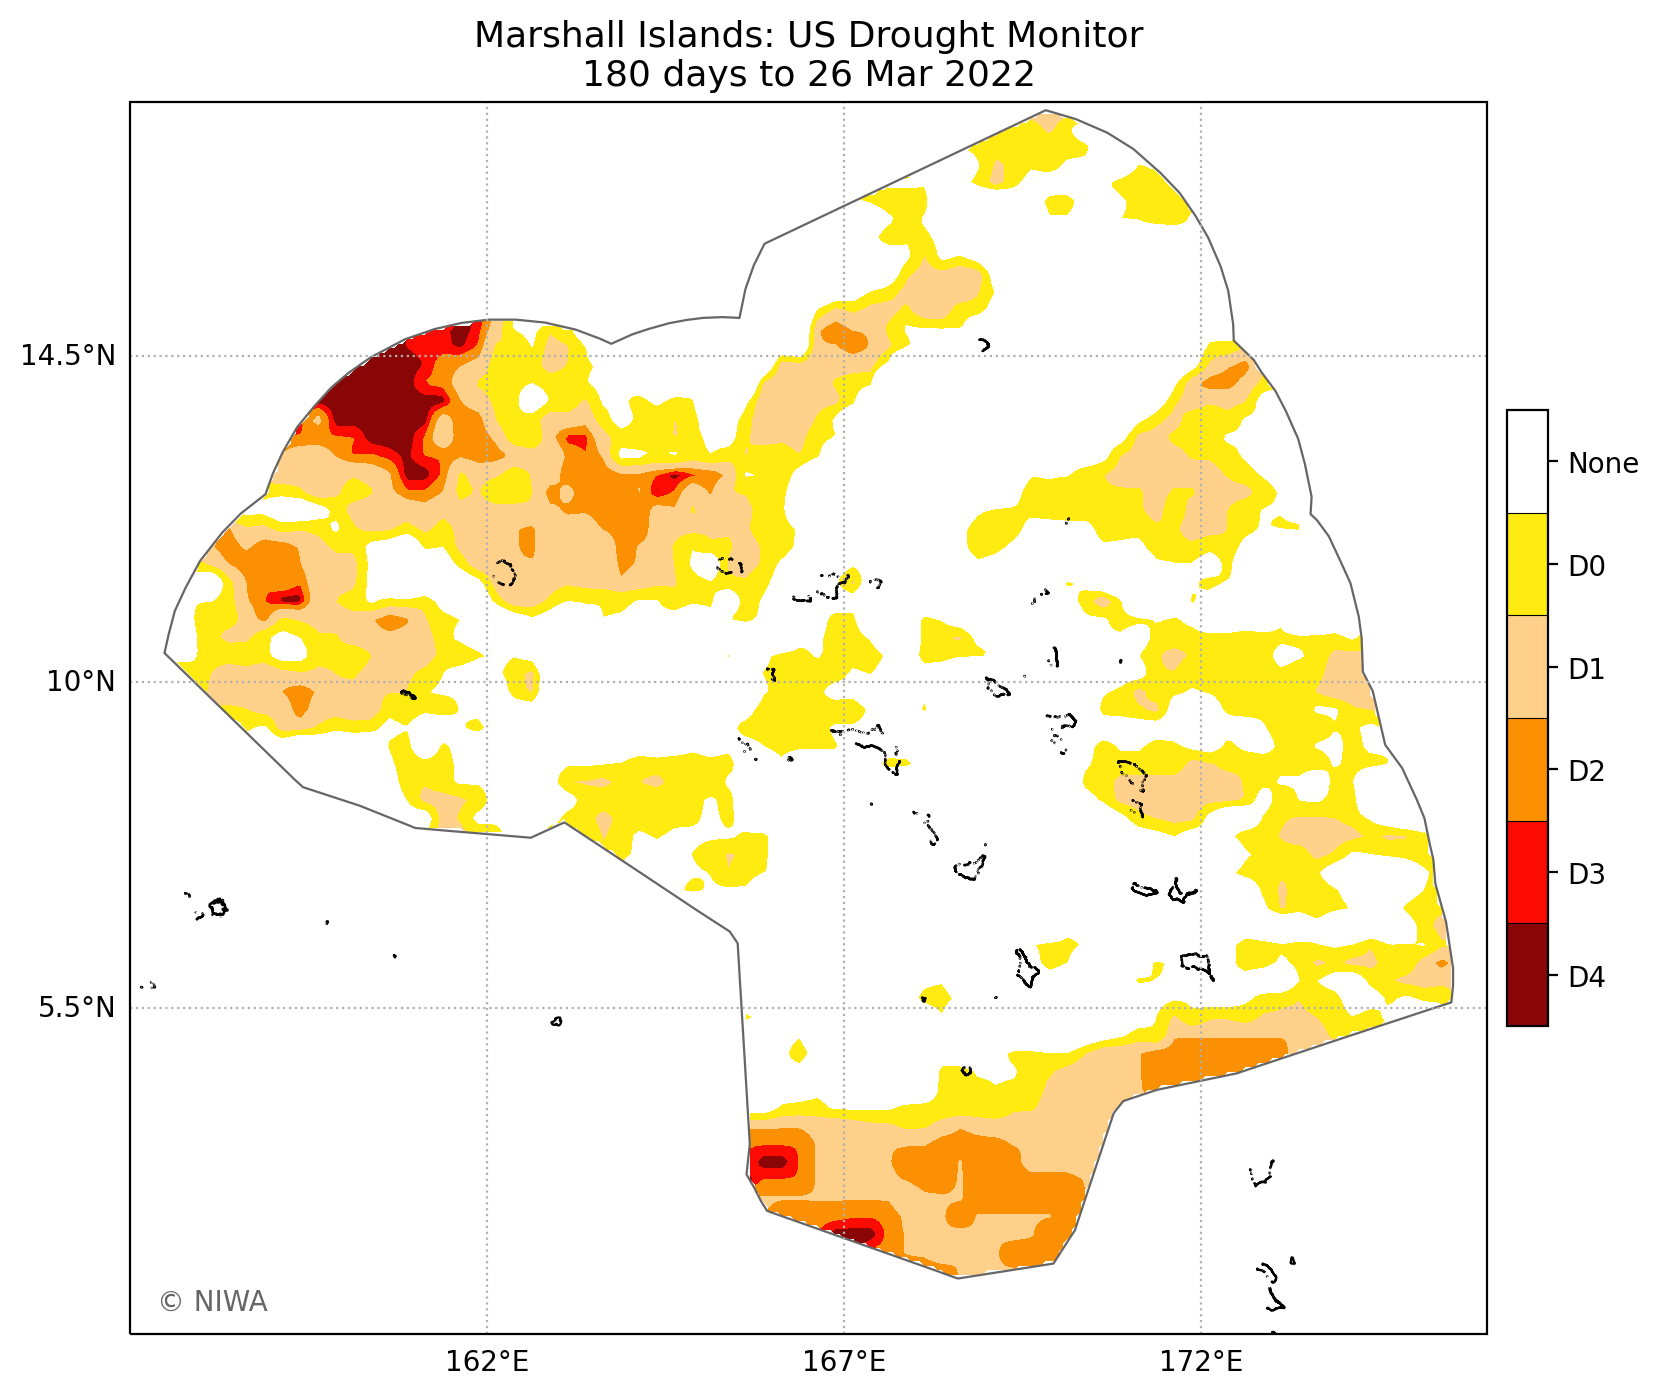 Marshall Islands: US Drought Monitor
180 days to 26 Mar 2022
14.5°N
10°N
5.5°N
162°E
167°E
172°E
None
D0
D1
D2
D3
D4
© NIWA